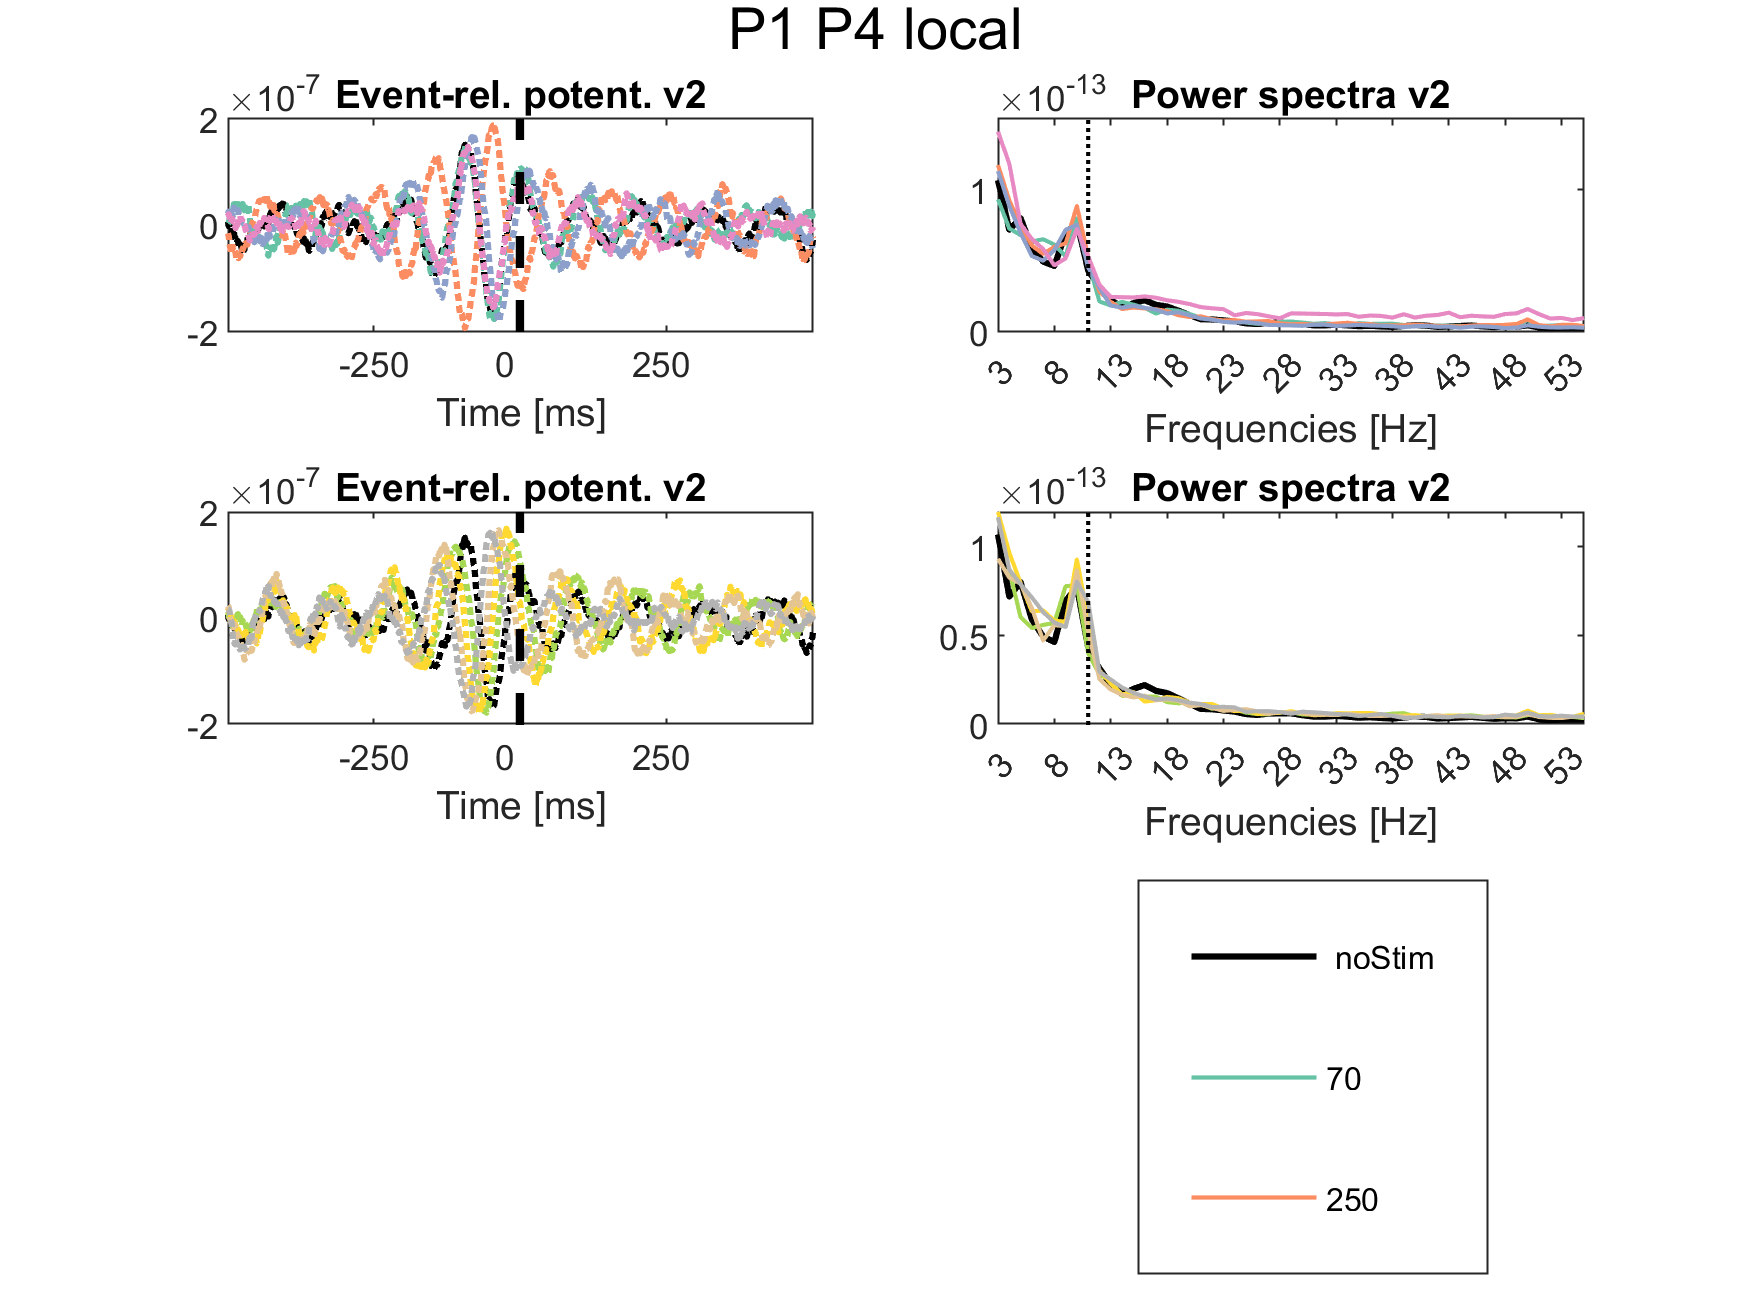 P1 P4 local
×10-7 Event-rel. potent. v2
2
0
-2
-250 0 250
Time [ms]
×10-13 Power spectra v2
1
0
3 8 13 18 23 28 33 38 43 48 53
Frequencies [Hz]
×10-7 Event-rel. potent. v2
2
0
-2
-250 0 250
Time [ms]
×10-13 Power spectra v2
1
0.5
0
3 8 13 18 23 28 33 38 43 48 53
Frequencies [Hz]
noStim
70
250